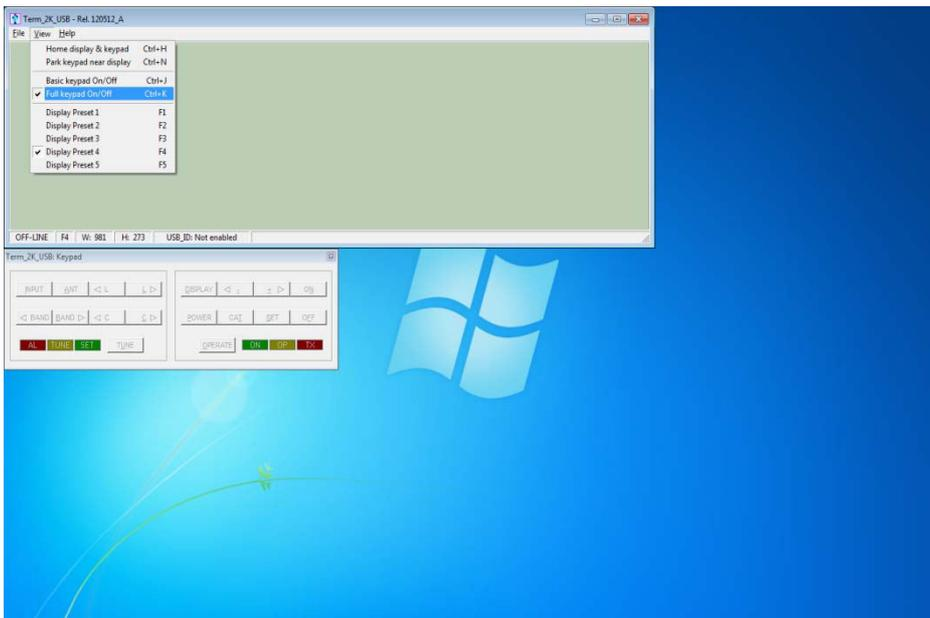 Term_2K_USB - Rel. 120512_A
File View Help
Home display & keypad Ctrl+H
Park keypad near display Ctrl+N
Basic keypad On/Off Ctrl+J
Full keypad On/Off Ctrl+K
Display Preset 1 F1
Display Preset 2 F2
Display Preset 3 F3
Display Preset 4 F4
Display Preset 5 F5
OFF-LINE F4 W: 981 H: 273 USB_ID: Not enabled
Term_2K_USB: Keypad
INPUT ANT ◁ L L ▷ DISPLAY ◁ - + ▷ ON
◁ BAND BAND ▷ ◁ C C ▷ POWER CAT SET OFF
AL TUNE SET TUNE OPERATE ON OP TX